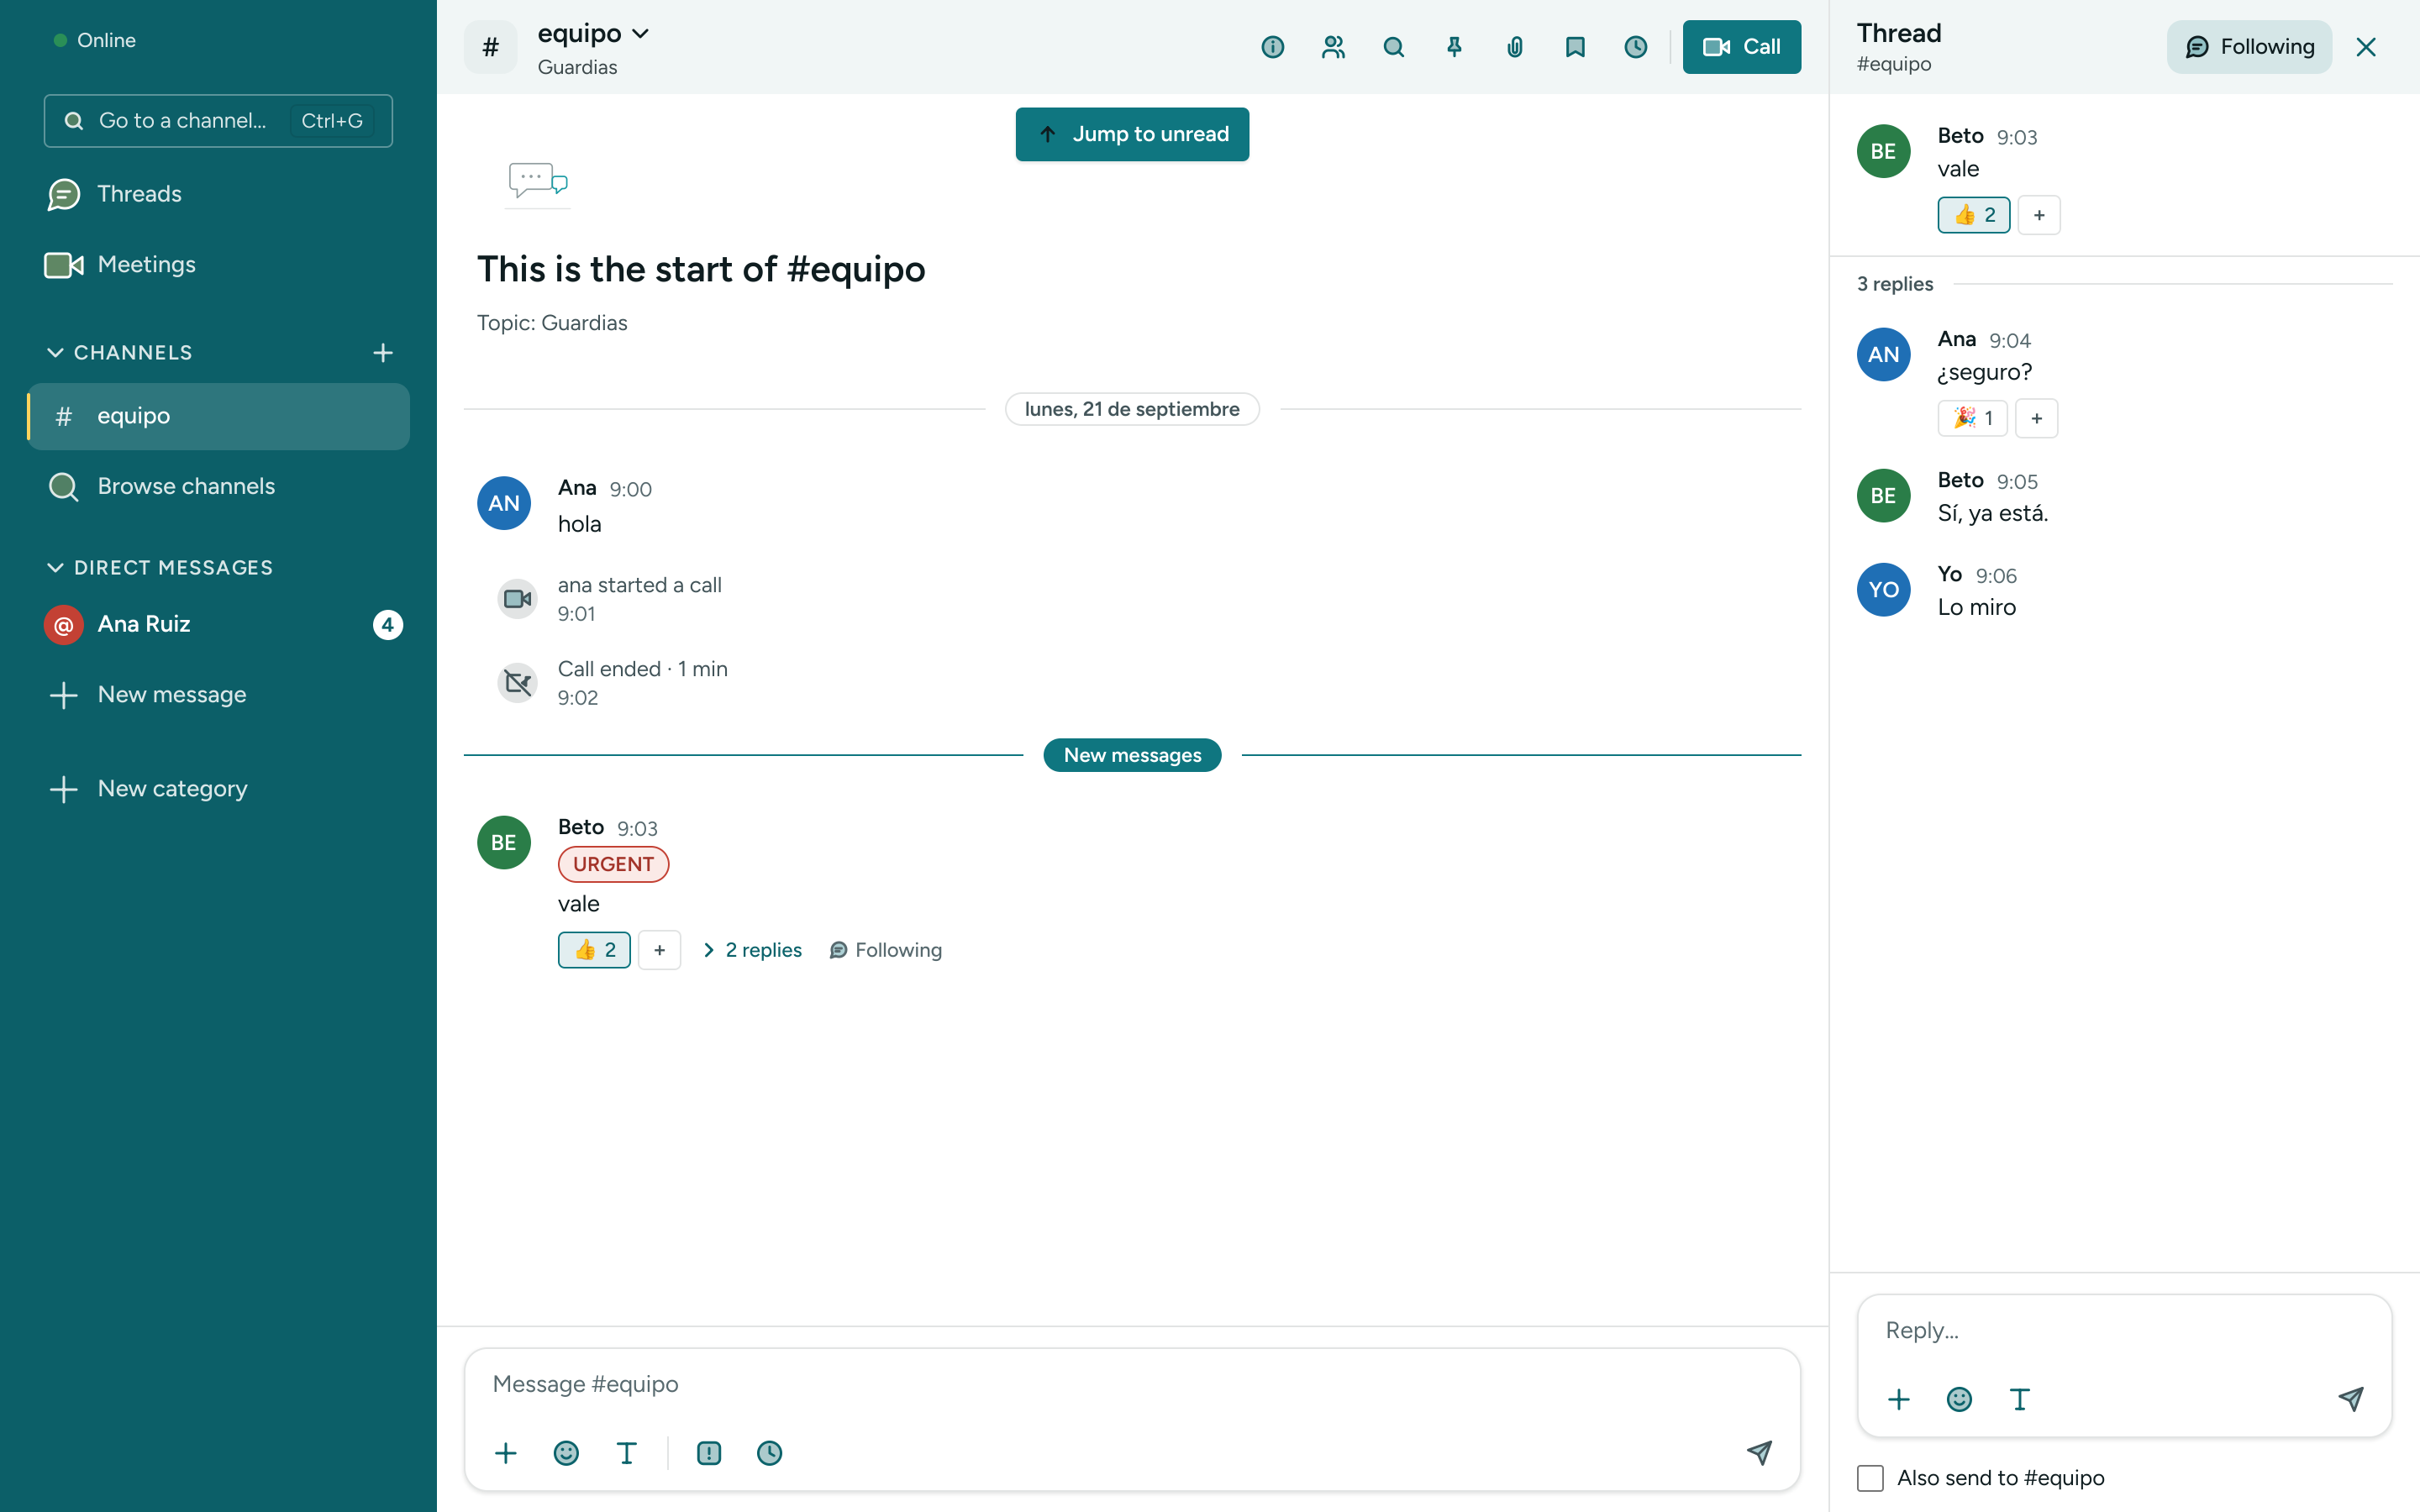 Online
Go to a channel... Ctrl+G
Threads
Meetings
CHANNELS
# equipo
Browse channels
DIRECT MESSAGES
@ Ana Ruiz 4
New message
New category
# equipo
Guardias
Call
Jump to unread
This is the start of #equipo
Topic: Guardias
lunes, 21 de septiembre
AN Ana 9:00
hola
ana started a call
9:01
Call ended · 1 min
9:02
New messages
BE Beto 9:03
URGENT
vale
👍 2 + 2 replies Following
Message #equipo
Thread
#equipo
Following
BE Beto 9:03
vale
👍 2 +
3 replies
AN Ana 9:04
¿seguro?
🎉 1 +
BE Beto 9:05
Sí, ya está.
YO Yo 9:06
Lo miro
Reply...
Also send to #equipo